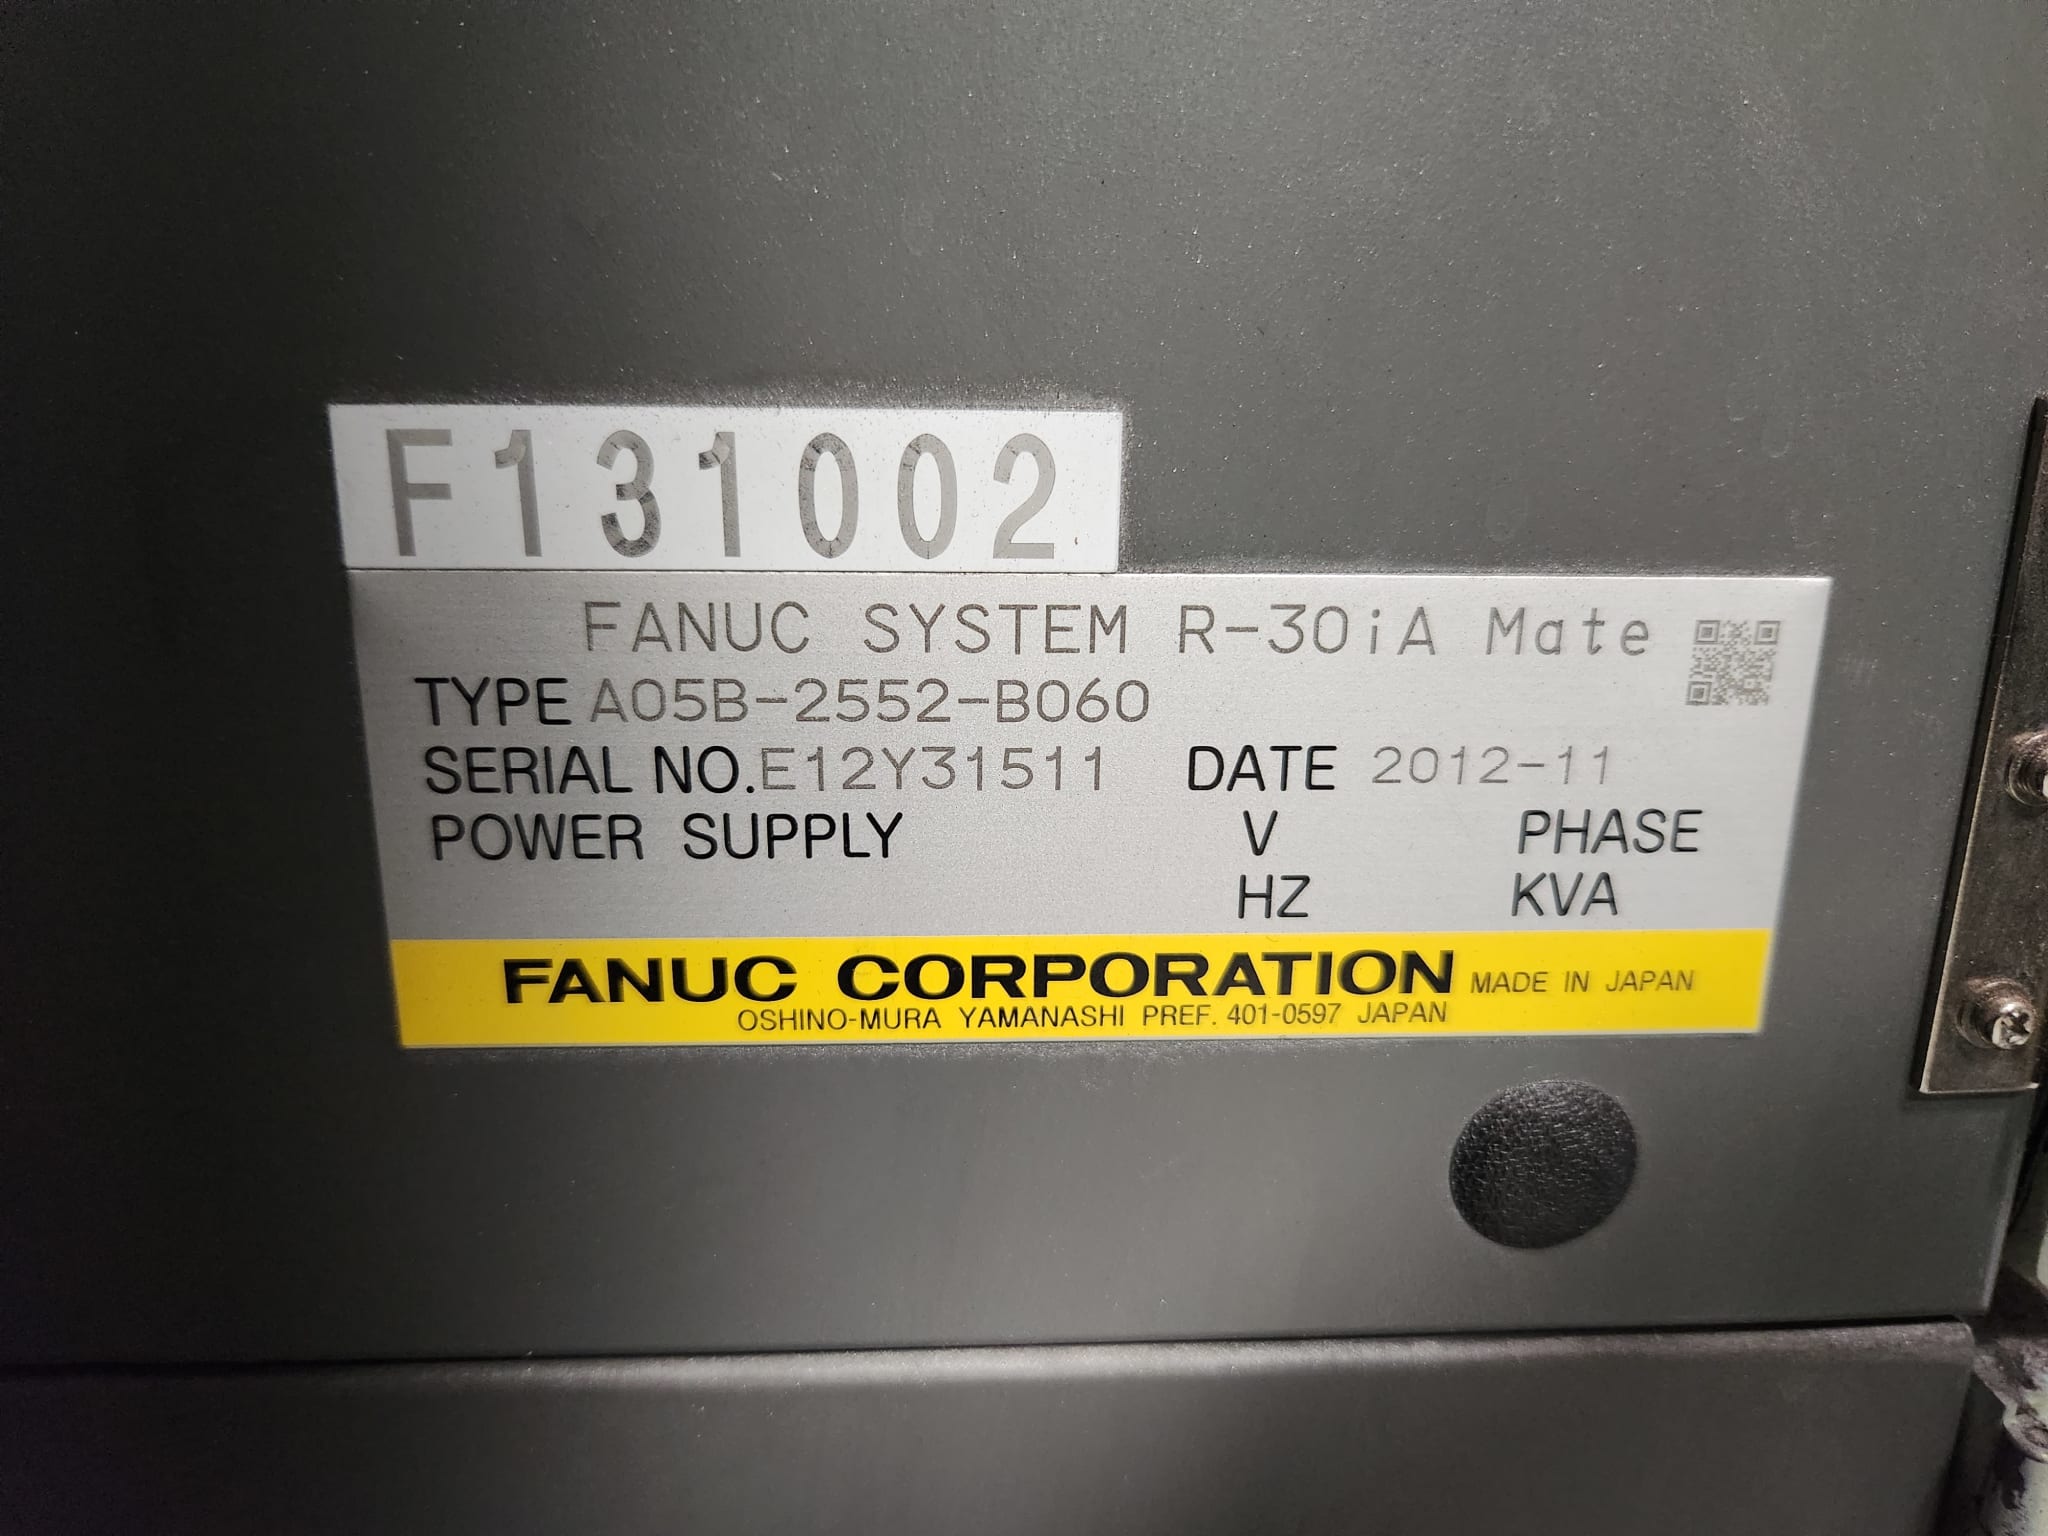 F131002
FANUC SYSTEM R-30iA Mate
TYPE A05B-2552-B060
SERIAL NO. E12Y31511 DATE 2012-11
POWER SUPPLY V PHASE
HZ KVA
FANUC CORPORATION MADE IN JAPAN
OSHINO-MURA YAMANASHI PREF. 401-0597 JAPAN